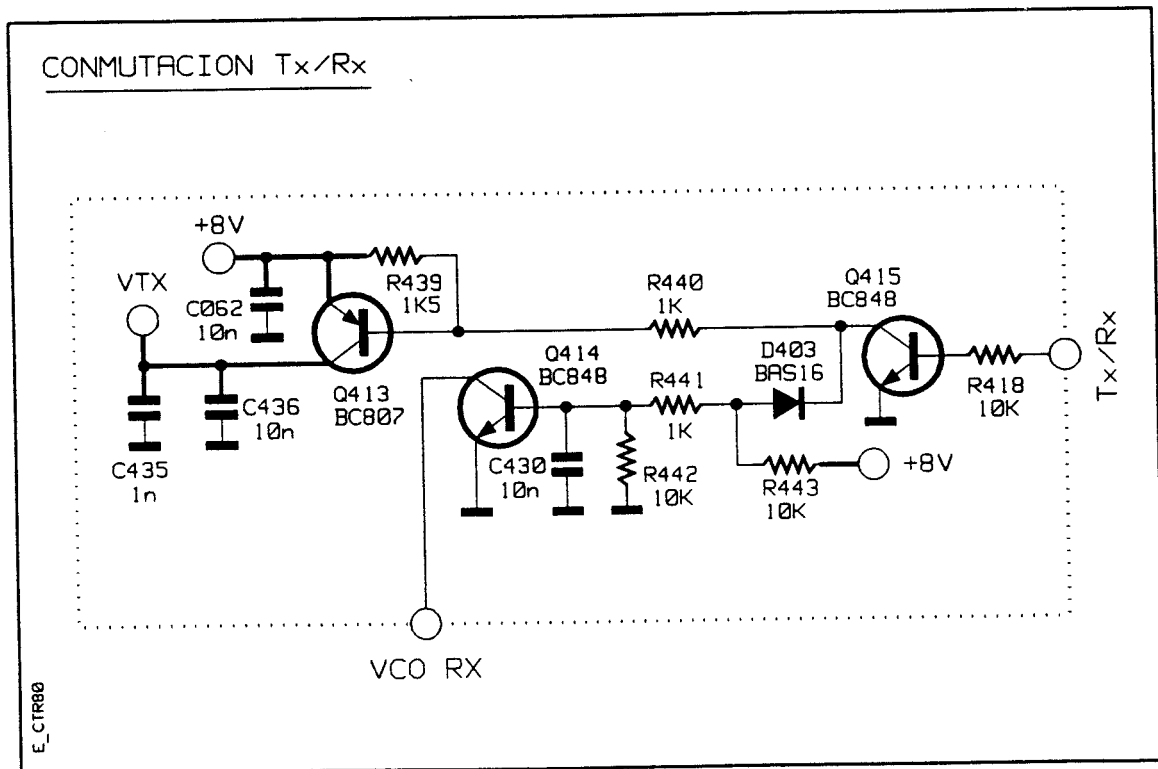 CONMUTACION Tx/Rx
+8V
VTX
C062
10n
R439
1K5
R440
1K
Q415
BC848
Q413
BC807
C436
10n
C435
1n
Q414
BC848
R441
1K
D403
BAS16
R418
10K
Tx/Rx
C430
10n
R442
10K
R443
10K
+8V
VCO RX
E_CTR80